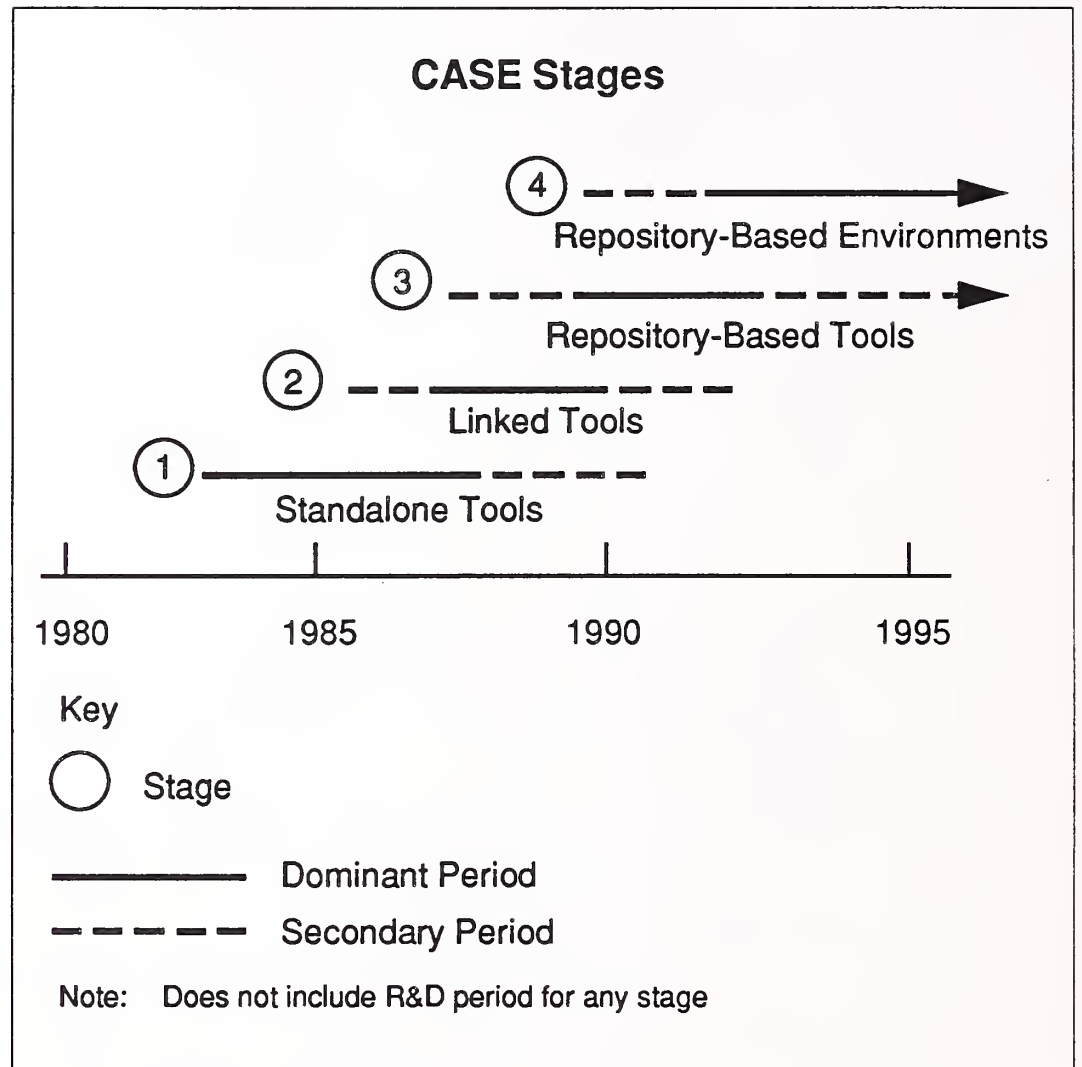 CASE Stages
4
Repository-Based Environments
3
Repository-Based Tools
2
Linked Tools
1
Standalone Tools
1980 1985 1990 1995
Key
Stage
Dominant Period
Secondary Period
Note: Does not include R&D period for any stage